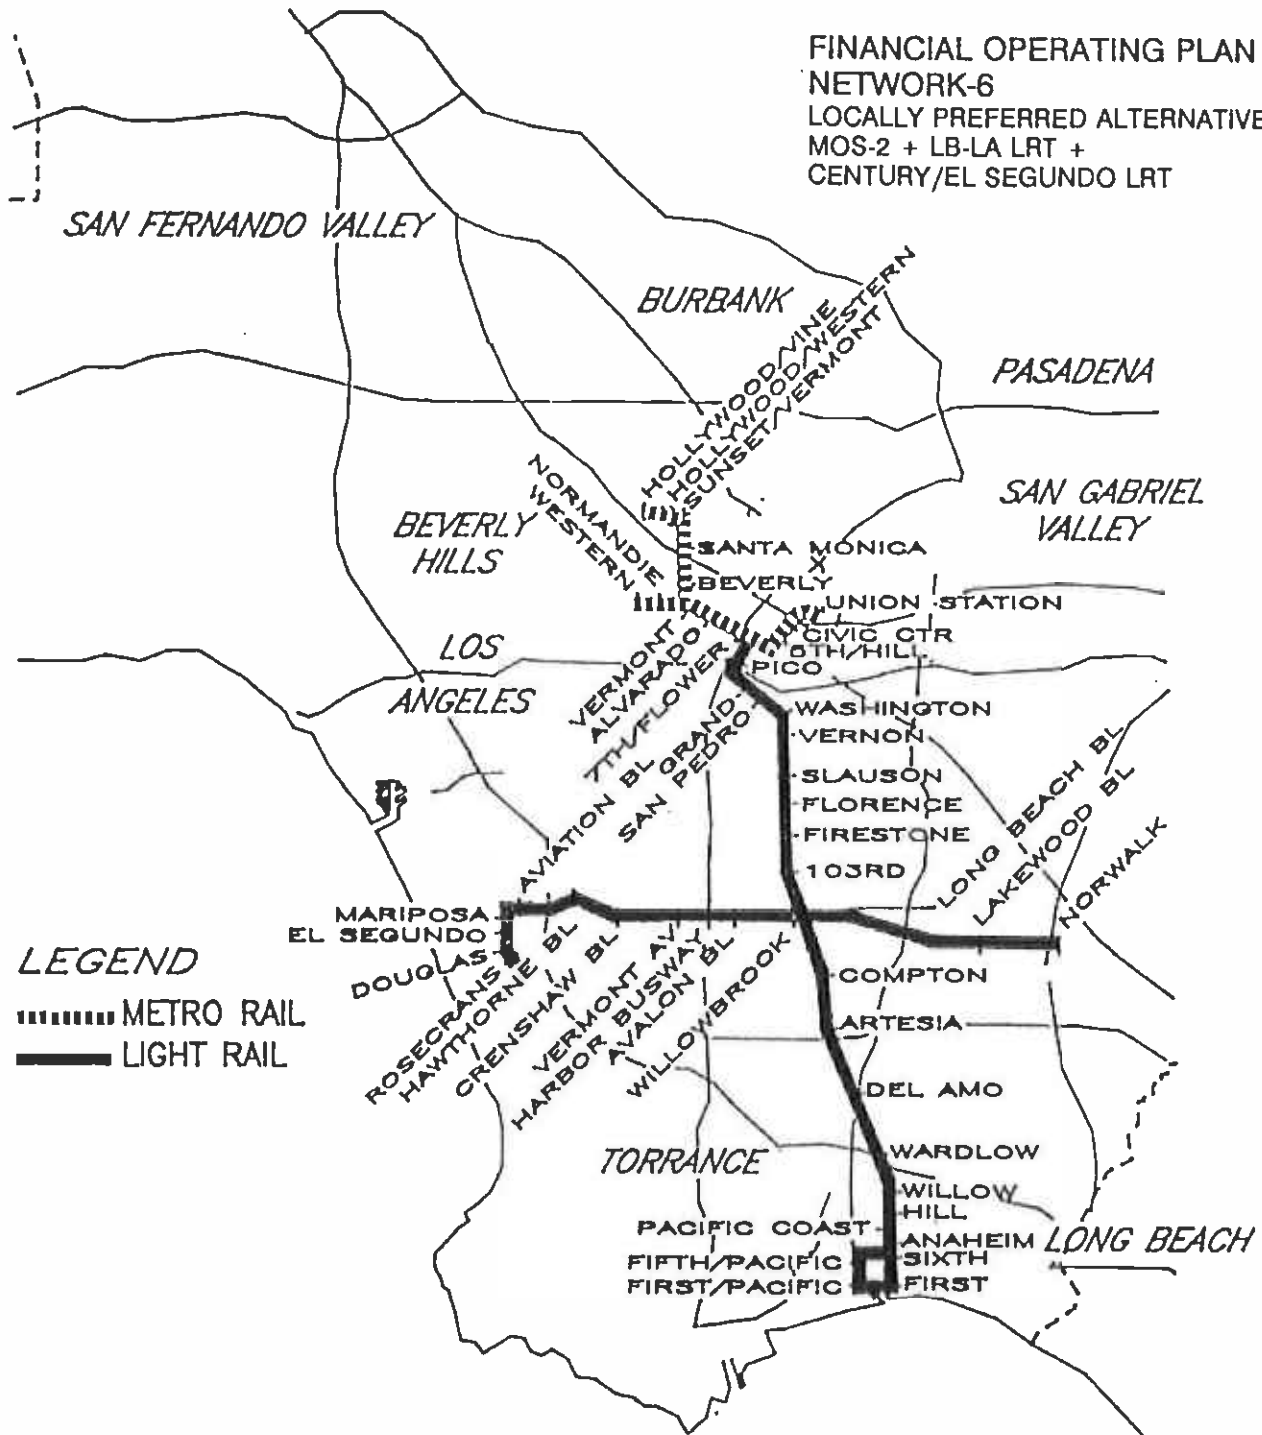 FINANCIAL OPERATING PLAN
NETWORK-6
LOCALLY PREFERRED ALTERNATIVE
MOS-2 + LB-LA LRT +
CENTURY/EL SEGUNDO LRT
SAN FERNANDO VALLEY
BURBANK
PASADENA
HOLLYWOOD/VINE
HOLLYWOOD/WESTERN
SUNSET/VERMONT
NORMANDIE
WESTERN
BEVERLY
HILLS
SAN GABRIEL
VALLEY
SANTA MONICA
BEVERLY
UNION STATION
CIVIC CTR
5TH/HILL
PICO
LOS
ANGELES
VERMONT
ALVARADO
7TH/FLOWER
GRAND
SAN PEDRO
WASHINGTON
VERNON
SLAUSON
FLORENCE
FIRESTONE
103RD
AVIATION BL
LONG BEACH BL
LAKEWOOD BL
NORWALK
MARIPOSA
EL SEGUNDO
DOUGLAS
ROSECRANS
HAWTHORNE BL
CRENSHAW BL
VERMONT AV
HARBOR BUSWAY
AVALON BL
WILLOWBROOK
LEGEND
METRO RAIL
LIGHT RAIL
COMPTON
ARTESIA
DEL AMO
TORRANCE
WARDLOW
WILLOW
HILL
PACIFIC COAST
ANAHEIM
LONG BEACH
FIFTH/PACIFIC
SIXTH
FIRST/PACIFIC
FIRST